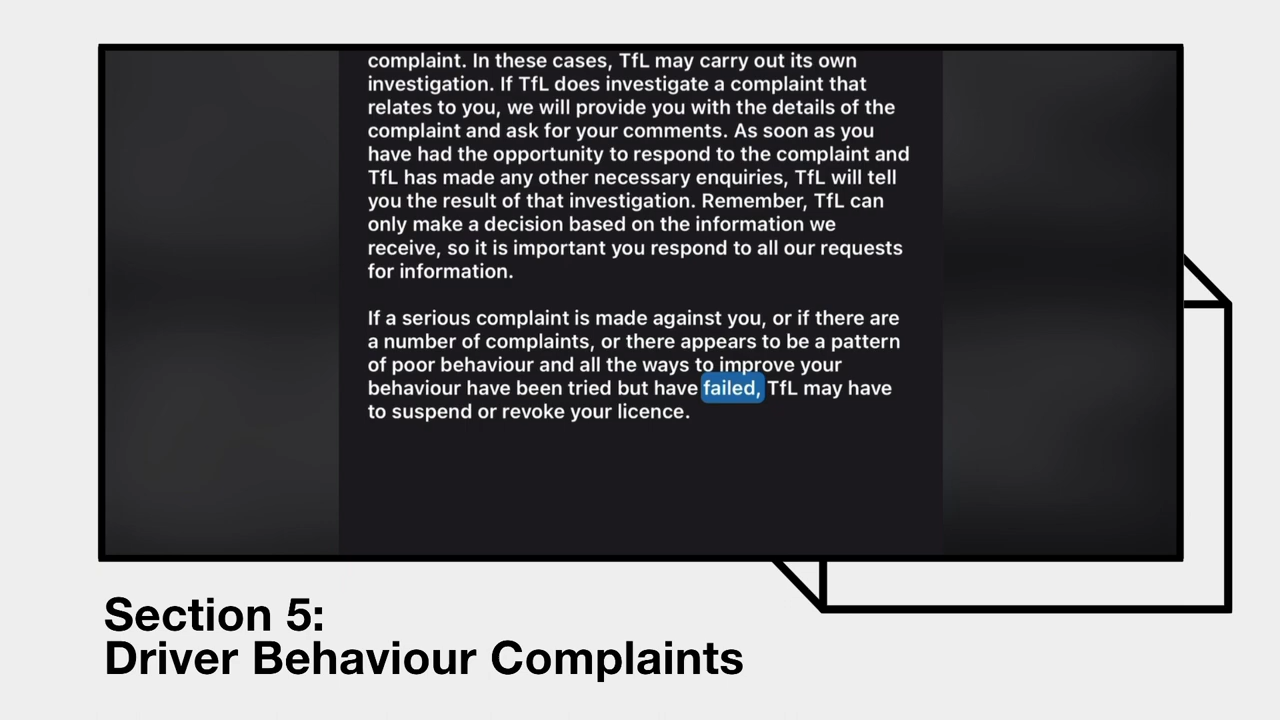 complaint. In these cases, TfL may carry out its own
investigation. If TfL does investigate a complaint that
relates to you, we will provide you with the details of the
complaint and ask for your comments. As soon as you
have had the opportunity to respond to the complaint and
TfL has made any other necessary enquiries, TfL will tell
you the result of that investigation. Remember, TfL can
only make a decision based on the information we
receive, so it is important you respond to all our requests
for information.
If a serious complaint is made against you, or if there are
a number of complaints, or there appears to be a pattern
of poor behaviour and all the ways to improve your
behaviour have been tried but have failed, TfL may have
to suspend or revoke your licence.
Section 5:
Driver Behaviour Complaints